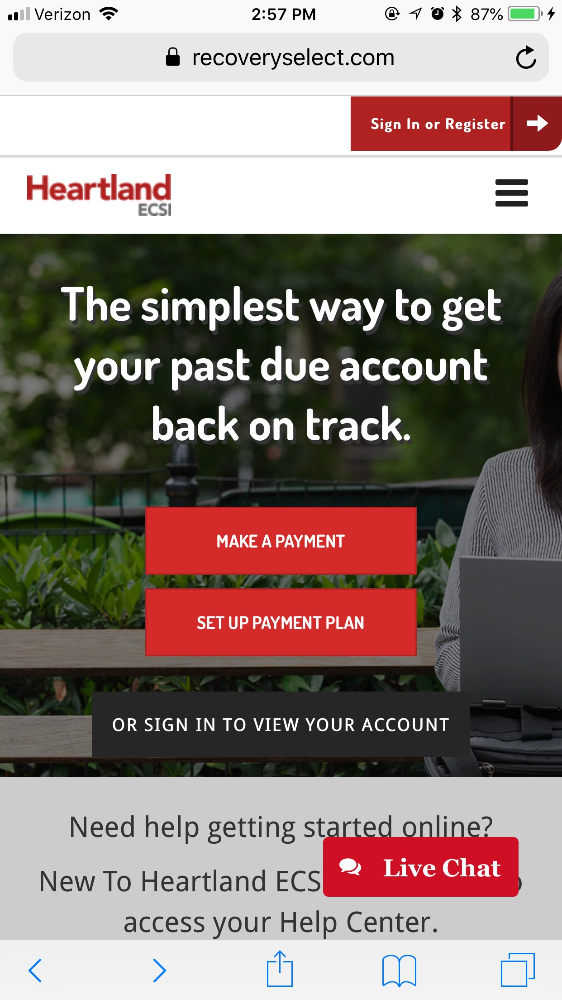 Verizon 2:57 PM 87%
recoveryselect.com
Sign In or Register
Heartland
ECSI
The simplest way to get
your past due account
back on track.
MAKE A PAYMENT
SET UP PAYMENT PLAN
OR SIGN IN TO VIEW YOUR ACCOUNT
Need help getting started online?
Live Chat
New To Heartland
access your Help Center.